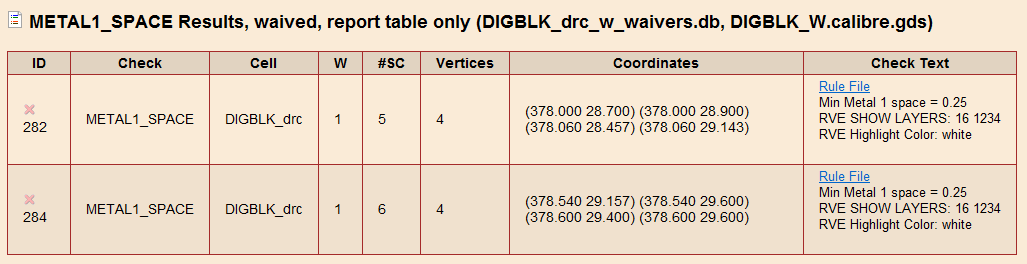 METAL1_SPACE Results, waived, report table only (DIGBLK_drc_w_waivers.db, DIGBLK_W.calibre.gds)
ID Check Cell W #SC Vertices Coordinates Check Text
282 METAL1_SPACE DIGBLK_drc 1 5 4
(378.000 28.700) (378.000 28.900)
(378.060 28.457) (378.060 29.143)
Rule File
Min Metal 1 space = 0.25
RVE SHOW LAYERS: 16 1234
RVE Highlight Color: white
284 METAL1_SPACE DIGBLK_drc 1 6 4
(378.540 29.157) (378.540 29.600)
(378.600 29.400) (378.600 29.600)
Rule File
Min Metal 1 space = 0.25
RVE SHOW LAYERS: 16 1234
RVE Highlight Color: white